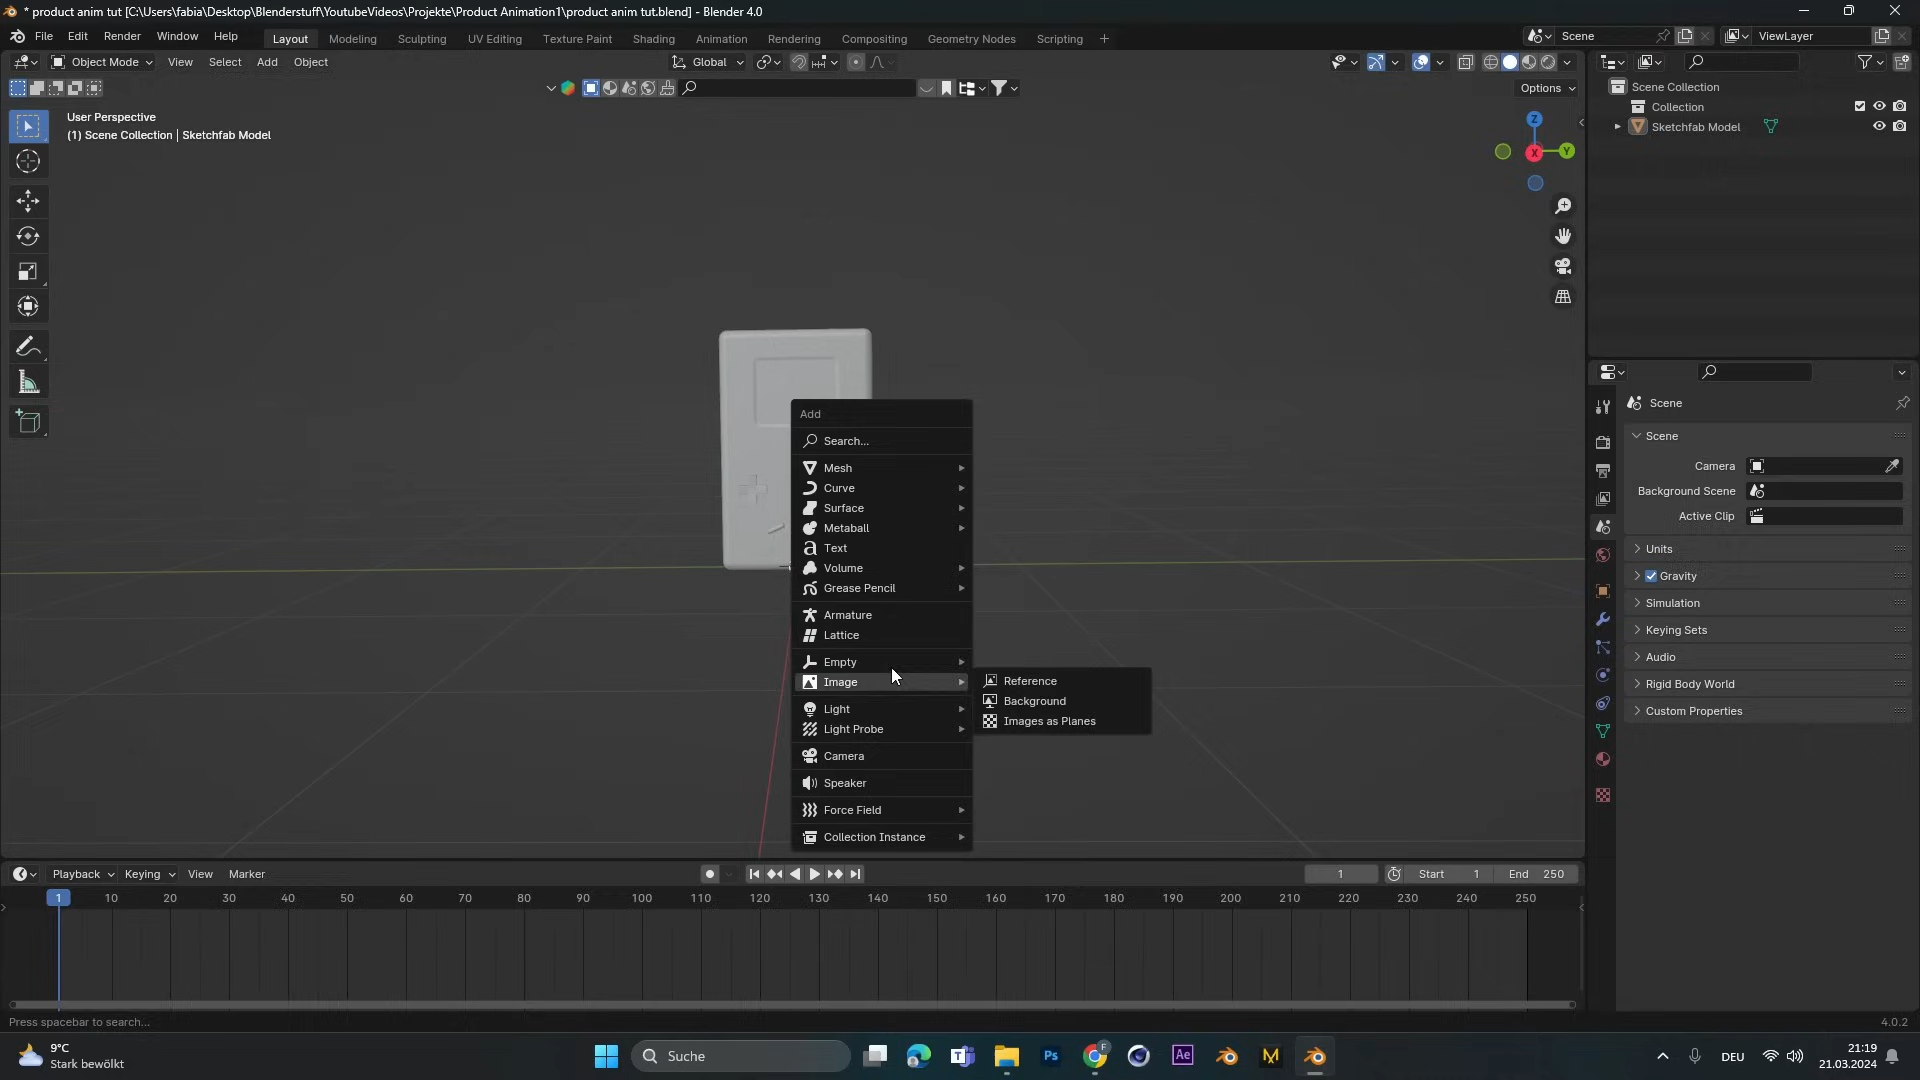 * product anim tut [C:\Users\fabia\Desktop\Blenderstuff\YoutubeVideos\Projekte\Product Animation1\product anim tut.blend] - Blender 4.0
File Edit Render Window Help Layout Modeling Sculpting UV Editing Texture Paint Shading Animation Rendering Compositing Geometry Nodes Scripting + Scene ViewLayer
Object Mode View Select Add Object Global
Options
User Perspective
(1) Scene Collection | Sketchfab Model
Z
Y
X
Scene Collection
Collection
Sketchfab Model
Add
Search...
Mesh
Curve
Surface
Metaball
Text
Volume
Grease Pencil
Armature
Lattice
Empty
Image
Light
Light Probe
Camera
Speaker
Force Field
Collection Instance
Reference
Background
Images as Planes
Scene
Scene
Camera
Background Scene
Active Clip
Units
Gravity
Simulation
Keying Sets
Audio
Rigid Body World
Custom Properties
Playback Keying View Marker 1 Start 1 End 250
1 10 20 30 40 50 60 70 80 90 100 110 120 130 140 150 160 170 180 190 200 210 220 230 240 250
Press spacebar to search... 4.0.2
9°C
Stark bewölkt
Suche
Ps
F
Ae
M
DEU
21:19
21.03.2024